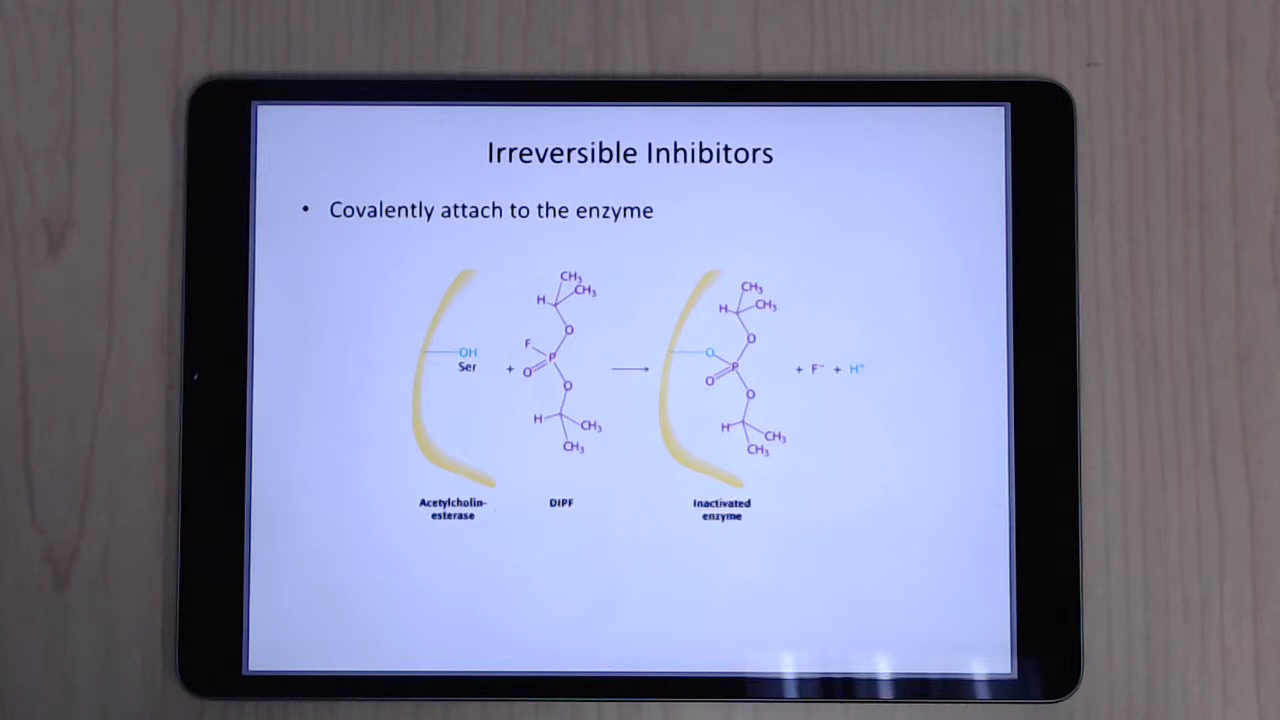 Irreversible Inhibitors
• Covalently attach to the enzyme
CH₃
CH₃
H
O
F
P
O
O
H
CH₃
CH₃
OH
Ser
+
CH₃
CH₃
H
O
O
P
O
O
H
CH₃
CH₃
+ F⁻ + H⁺
Acetylcholin-
esterase
DIPF
Inactivated
enzyme